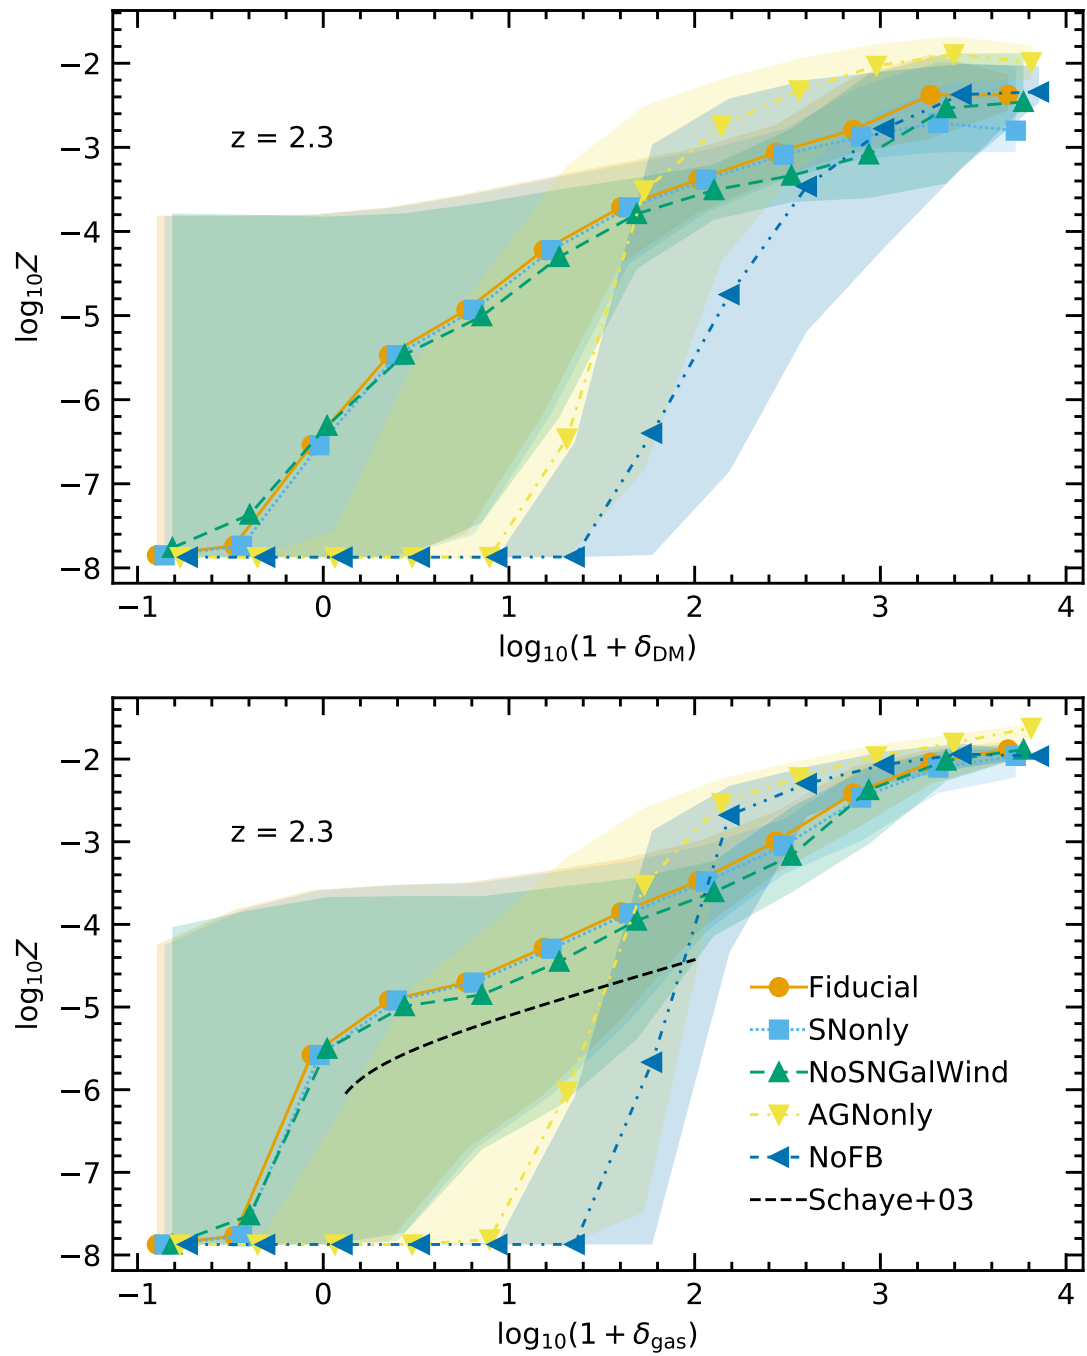 −2
−3
−4
−5
−6
−7
−8
log₁₀Z
z = 2.3
−1 0 1 2 3 4
log₁₀(1 + δ_DM)
−2
−3
−4
−5
−6
−7
−8
log₁₀Z
z = 2.3
Fiducial
SNonly
NoSNGalWind
AGNonly
NoFB
Schaye+03
−1 0 1 2 3 4
log₁₀(1 + δ_gas)